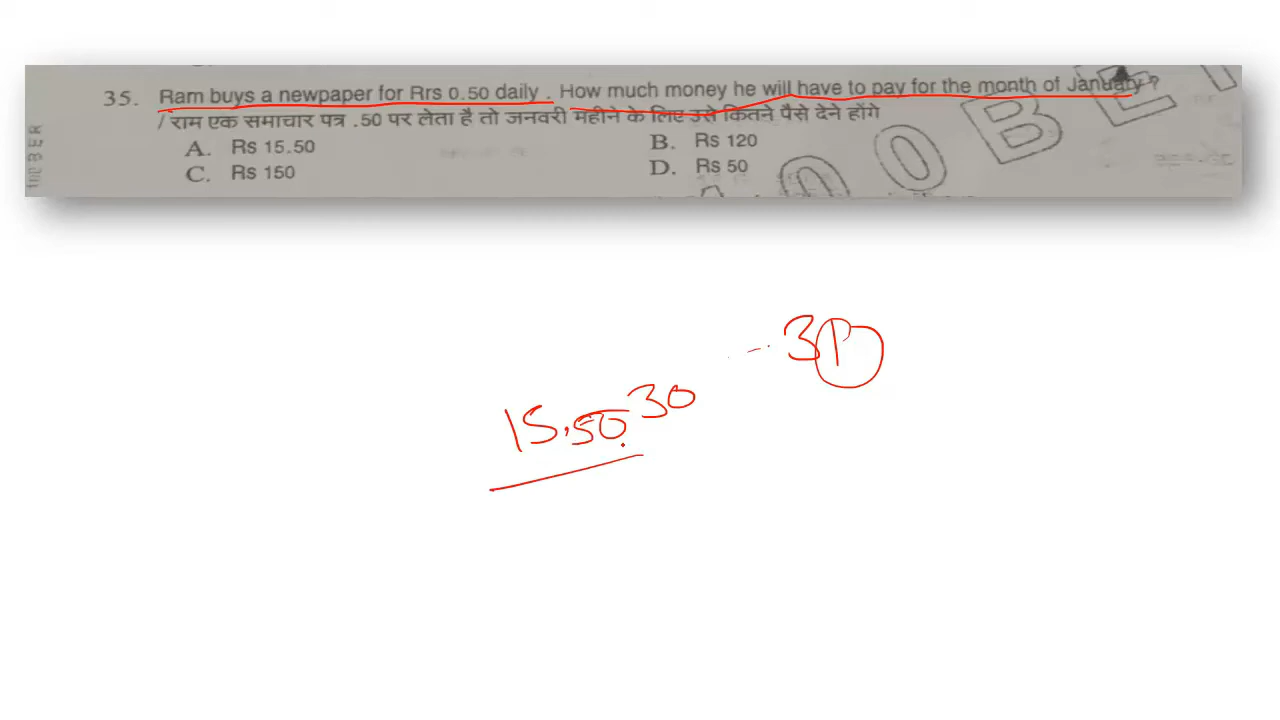 35. Ram buys a newpaper for Rrs 0.50 daily . How much money he will have to pay for the month of January ?
/ राम एक समाचार पत्र .50 पर लेता है तो जनवरी महीने के लिए उसे कितने पैसे देने होंगे
A. Rs 15.50 B. Rs 120
C. Rs 150 D. Rs 50
31
30
15.50